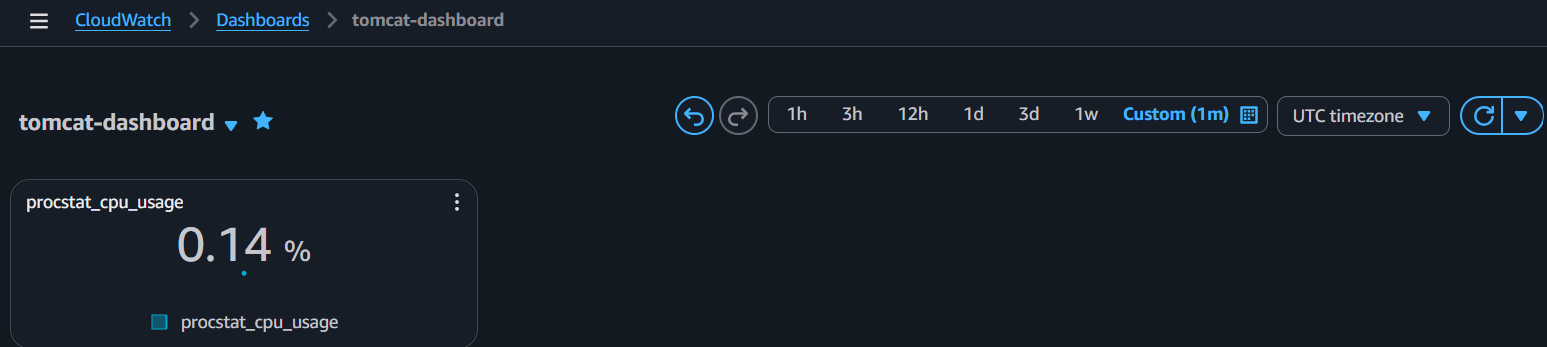 CloudWatch > Dashboards > tomcat-dashboard
tomcat-dashboard
1h 3h 12h 1d 3d 1w Custom (1m)
UTC timezone
procstat_cpu_usage
0.14 %
procstat_cpu_usage